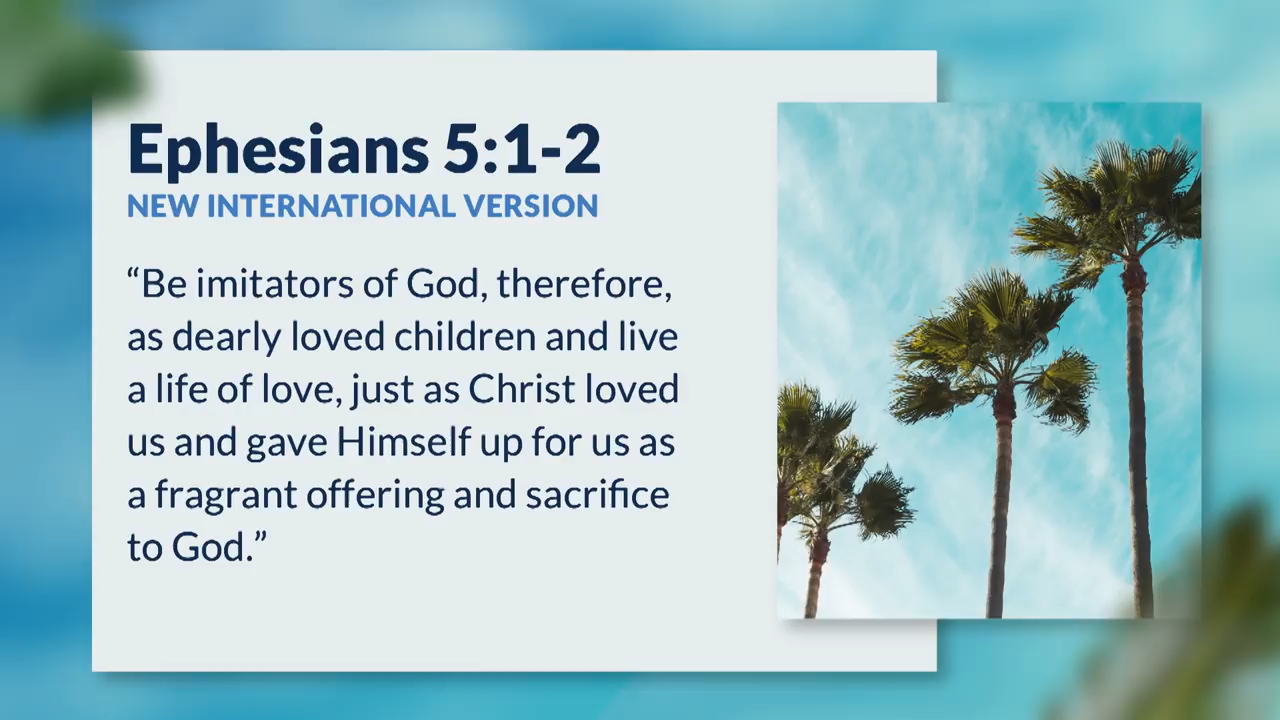 Ephesians 5:1-2
NEW INTERNATIONAL VERSION
“Be imitators of God, therefore,
as dearly loved children and live
a life of love, just as Christ loved
us and gave Himself up for us as
a fragrant offering and sacrifice
to God.”